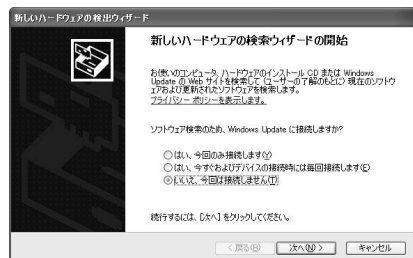 新しいハードウェアの検出ウィザード
新しいハードウェアの検索ウィザードの開始
お使いのコンピュータ、ハードウェアのインストール CD または Windows
Update の Web サイトを検索して (ユーザーの了解のもとに) 現在のソフトウ
ェアおよび更新されたソフトウェアを検索します。
プライバシー ポリシーを表示します。
ソフトウェア検索のため、Windows Update に接続しますか?
はい、今回のみ接続します(Y)
はい、今すぐおよびデバイスの接続時には毎回接続します(E)
いいえ、今回は接続しません(T)
続行するには、[次へ] をクリックしてください。
< 戻る(B) 次へ(N) > キャンセル